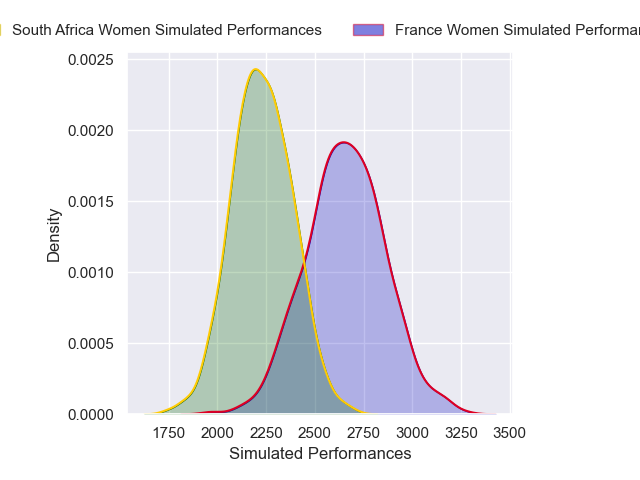 South Africa Women Simulated Performances France Women Simulated
0.0025
0.0020
0.0015
0.0010
0.0005
0.0000
Density
1750 2000 2250 2500 2750 3000 3250 3500
Simulated Performances